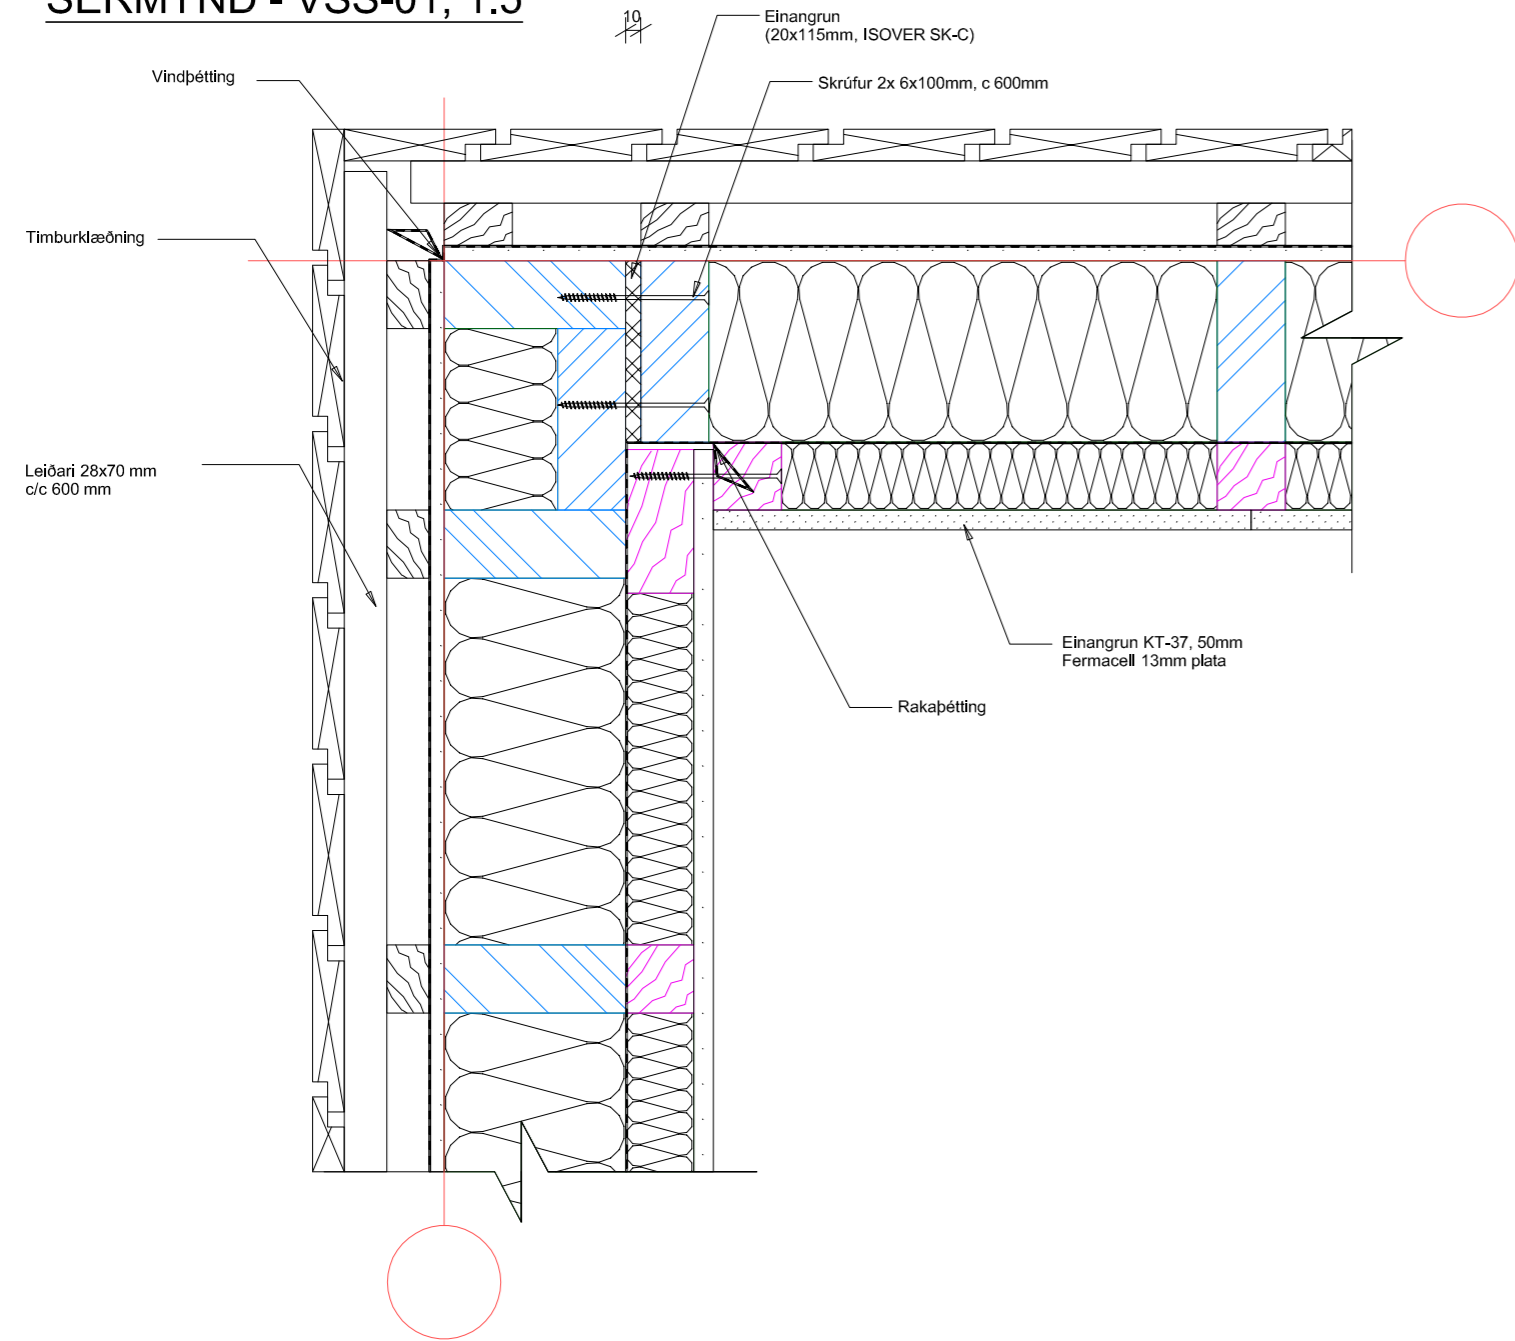 SÉRMYND - VSS-01, 1:5
10
Einangrun
(20x115mm, ISOVER SK-C)
Vindþétting
Skrúfur 2x 6x100mm, c 600mm
Timburklæðning
Leiðari 28x70 mm
c/c 600 mm
Einangrun KT-37, 50mm
Fermacell 13mm plata
Rakaþétting